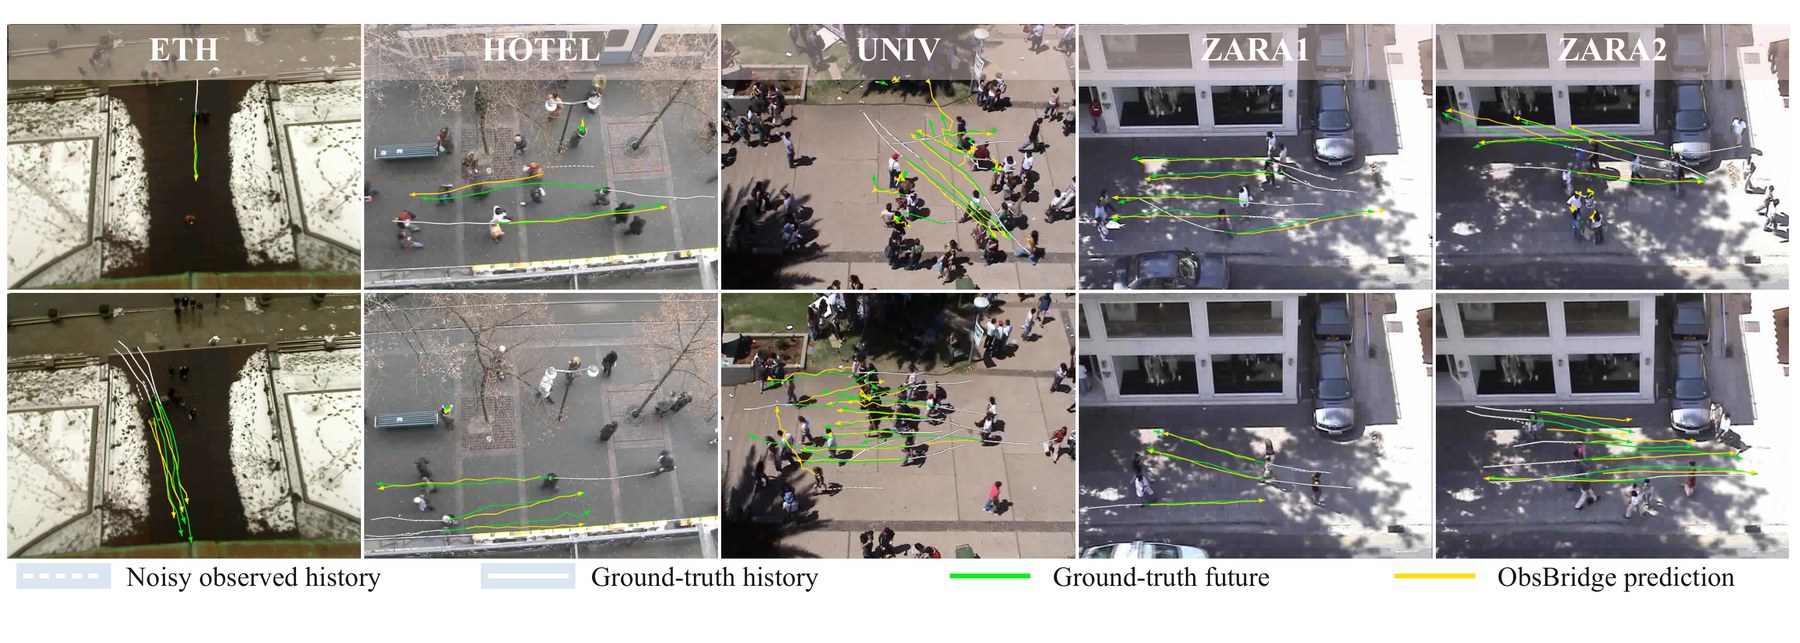 ETH
HOTEL
UNIV
ZARA1
ZARA2
Noisy observed history
Ground-truth history
Ground-truth future
ObsBridge prediction